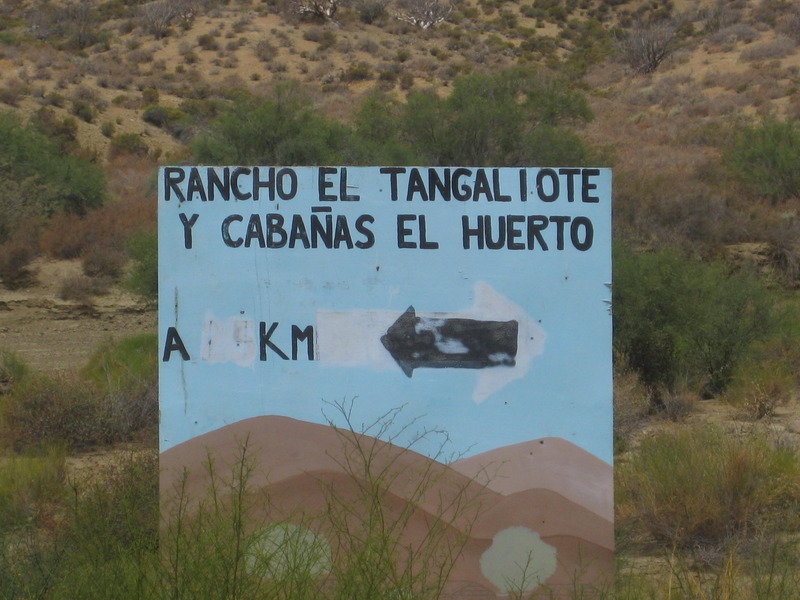 RANCHO EL TANGALIOTE
Y CABAÑAS EL HUERTO
A KM